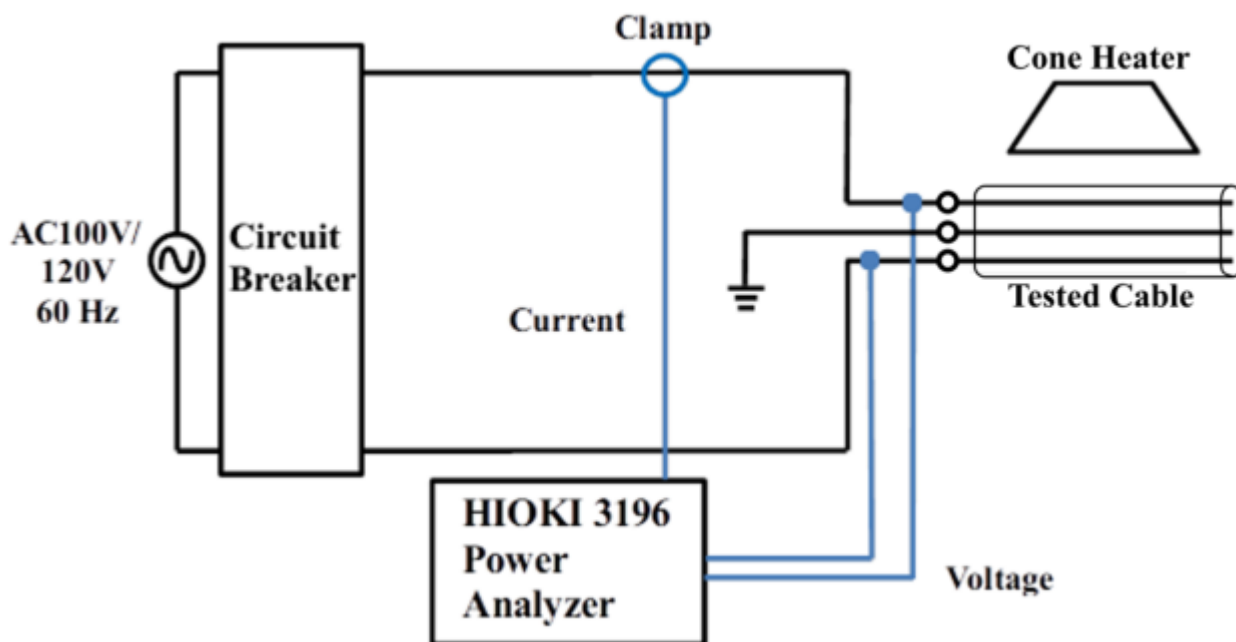 Clamp
Cone Heater
AC100V/
120V
60 Hz
Circuit
Breaker
Tested Cable
Current
HIOKI 3196
Power
Analyzer
Voltage